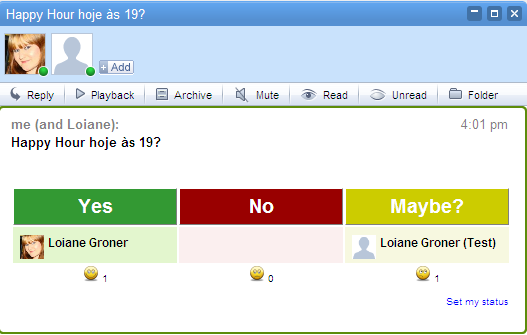 Happy Hour hoje às 19?
+ Add
Reply Playback Archive Mute Read Unread Folder
me (and Loiane): 4:01 pm
Happy Hour hoje às 19?
Yes No Maybe?
Loiane Groner Loiane Groner (Test)
1 0 1
Set my status